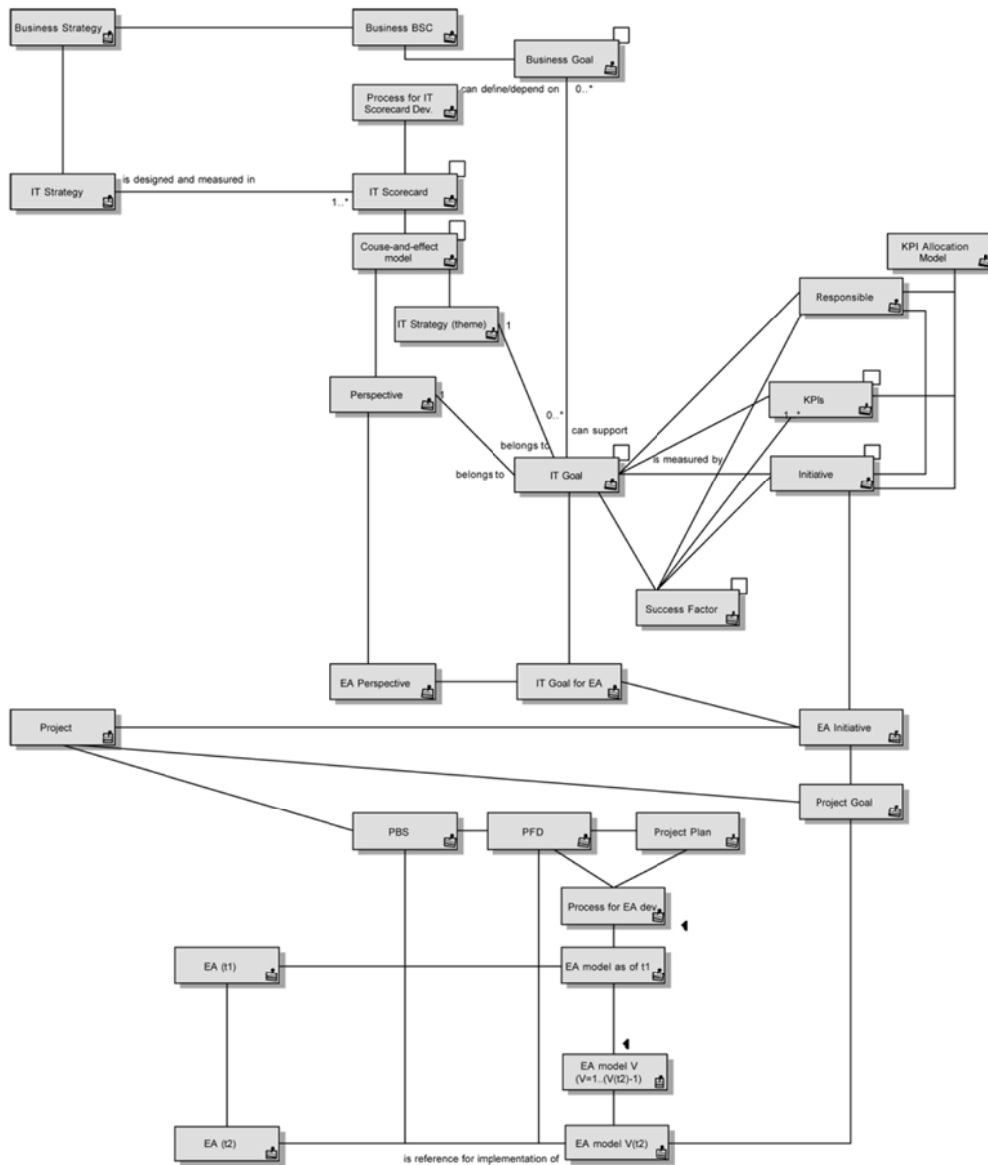 Business Strategy
Business BSC
Business Goal
Process for IT
Scorecard Dev.
can define/depend on
0..*
IT Strategy
is designed and measured in
1..*
IT Scorecard
Couse-and-effect
model
KPI Allocation
Model
Responsible
IT Strategy (theme)
1
Perspective
1
KPIs
1..*
0..*
can support
belongs to
belongs to
IT Goal
is measured by
Initiative
Success Factor
EA Perspective
IT Goal for EA
Project
EA Initiative
Project Goal
PBS
PFD
Project Plan
Process for EA dev.
EA (t1)
EA model as of t1
EA model V
(V=1..(V(t2)-1)
EA (t2)
EA model V(t2)
is reference for implementation of